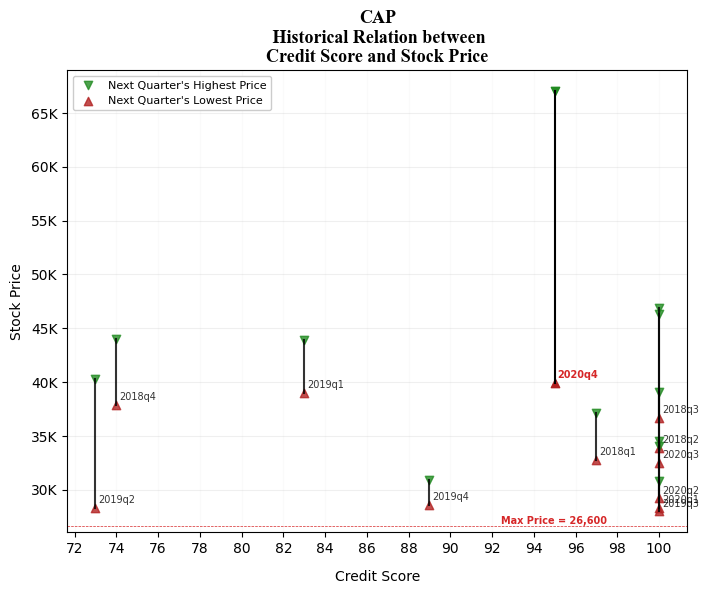 CAP
Historical Relation between
Credit Score and Stock Price
Next Quarter's Highest Price
Next Quarter's Lowest Price
65K
60K
55K
50K
45K
40K
35K
30K
Stock Price
2020q4
2019q1
2018q4
2018q3
2018q1
2018q2
2020q3
2019q2
2019q4
2020q2
2020q1
2019q3
Max Price = 26,600
72 74 76 78 80 82 84 86 88 90 92 94 96 98 100
Credit Score